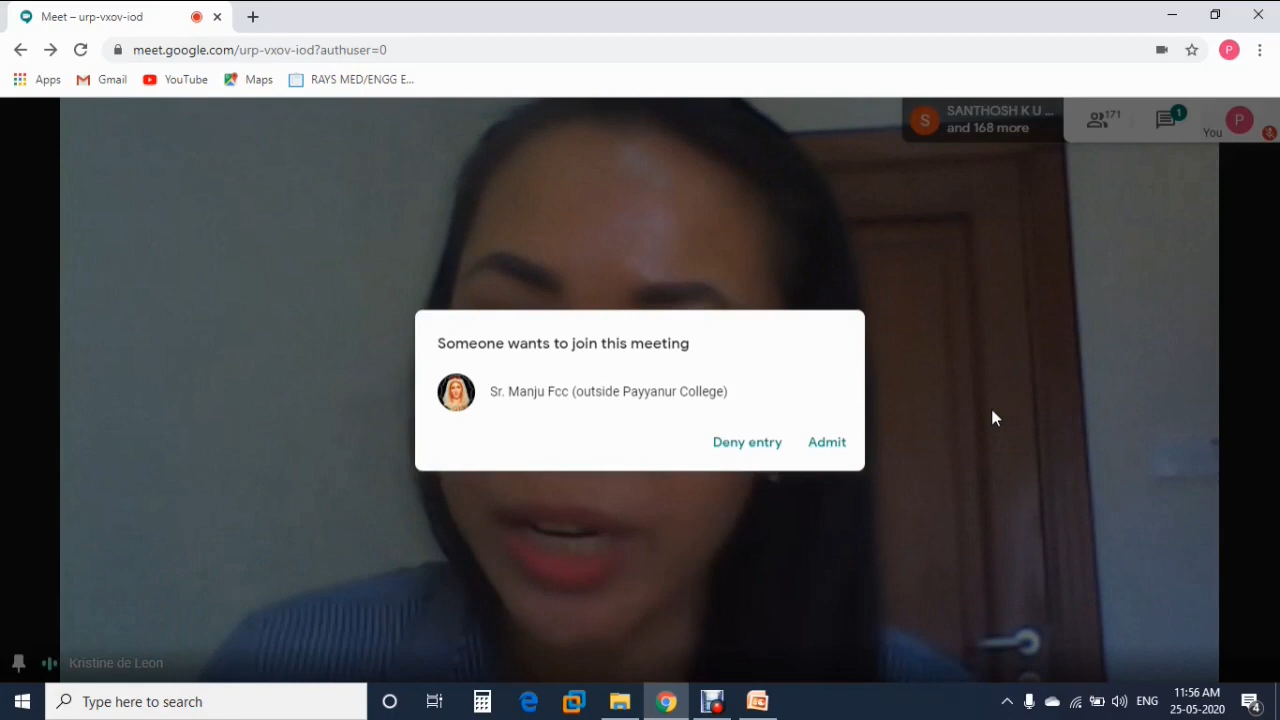 Meet – urp-vxov-iod
meet.google.com/urp-vxov-iod?authuser=0
P
Apps
Gmail
YouTube
Maps
RAYS MED/ENGG E...
S
SANTHOSH K U ...
and 168 more
171
1
You
P
Someone wants to join this meeting
Sr. Manju Fcc (outside Payyanur College)
Deny entry
Admit
Kristine de Leon
Type here to search
ENG
11:56 AM
25-05-2020
4